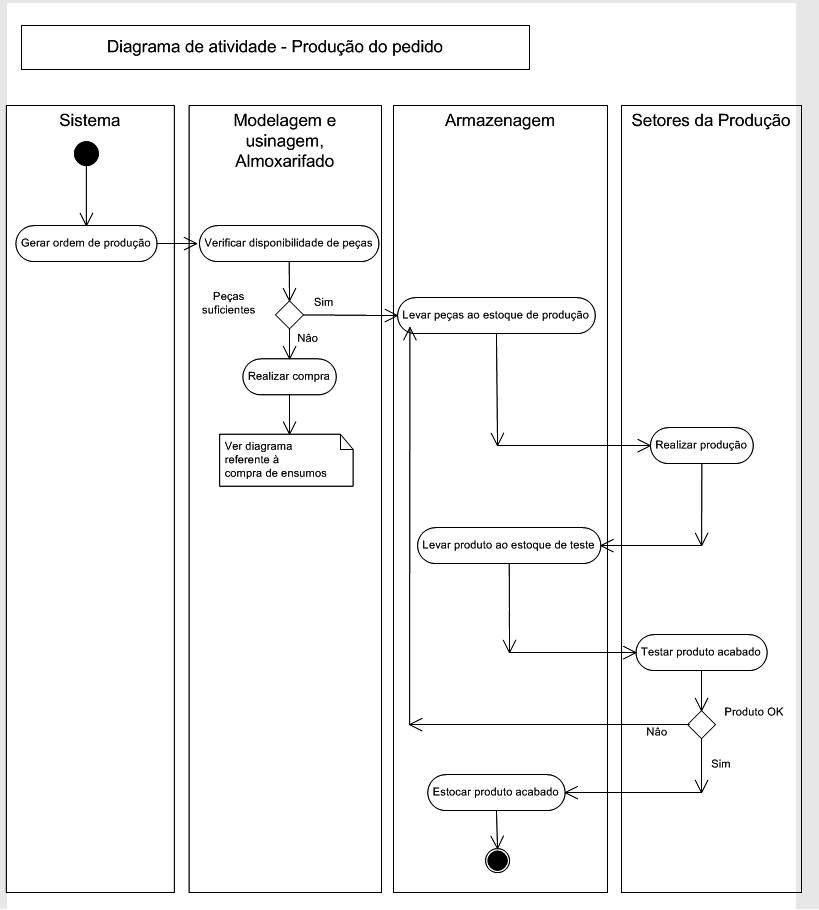 Diagrama de atividade - Produção do pedido
Sistema
Modelagem e
usinagem,
Almoxarifado
Armazenagem
Setores da Produção
Gerar ordem de produção
Verificar disponibilidade de peças
Peças
suficientes
Sim
Levar peças ao estoque de produção
Não
Realizar compra
Ver diagrama
referente à
compra de ensumos
Realizar produção
Levar produto ao estoque de teste
Testar produto acabado
Produto OK
Não
Sim
Estocar produto acabado